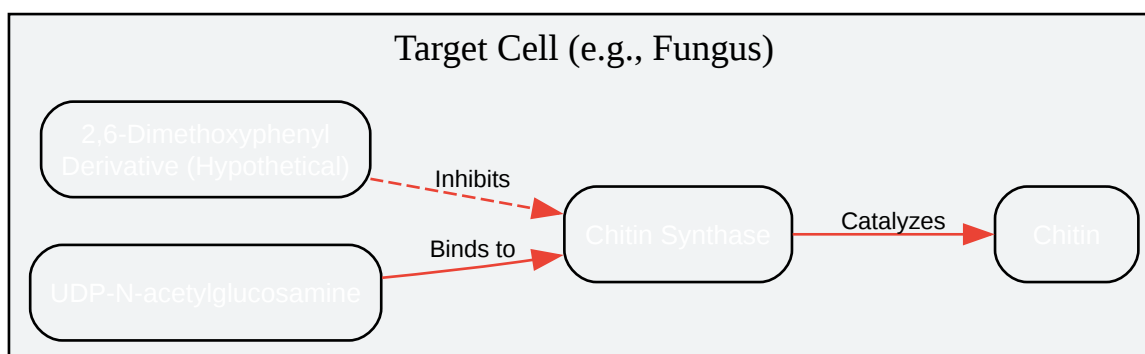 Target Cell (e.g., Fungus)
2,6-Dimethoxyphenyl
Derivative (Hypothetical)
Inhibits
UDP-N-acetylglucosamine
Binds to
Chitin Synthase
Catalyzes
Chitin